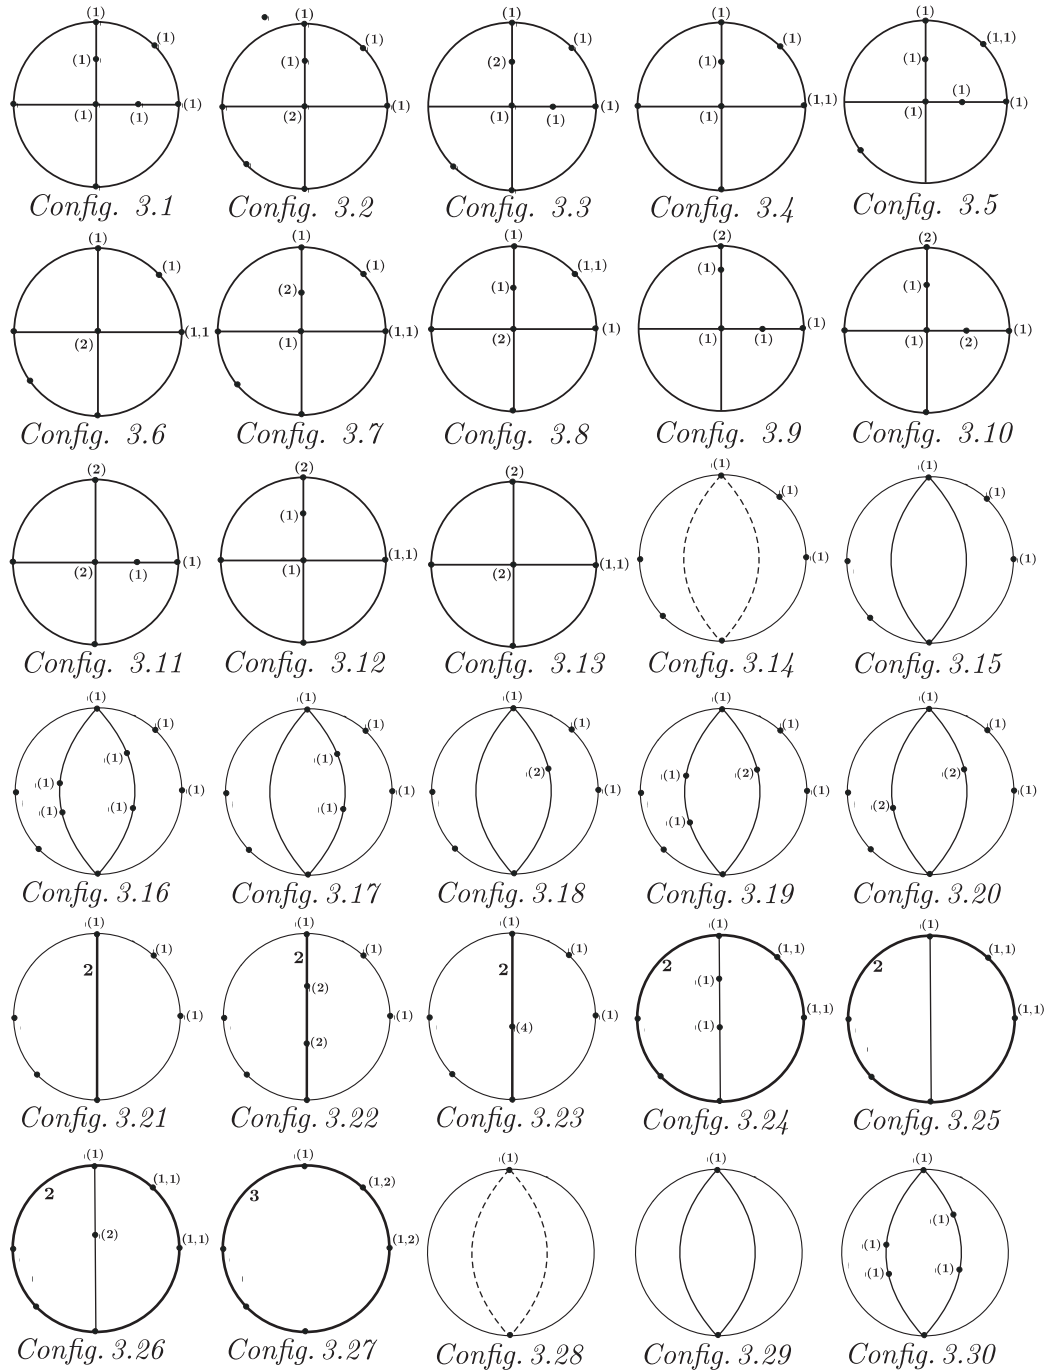 (1) (1) (1) (1) (1)
(1) (1) (1) (1) (1,1)
(1) (1) (2) (1) (1)
(1) (1) (1) (1,1) (1) (1)
(1) (1) (2) (1) (1) (1) (1)
Config. 3.1 Config. 3.2 Config. 3.3 Config. 3.4 Config. 3.5
(1) (1) (1) (2) (2)
(1) (1) (1,1) (1) (1)
(2) (1)
(1,1 (1,1) (1) (1) (1)
(2) (1) (2) (1) (1) (1) (2)
Config. 3.6 Config. 3.7 Config. 3.8 Config. 3.9 Config. 3.10
(2) (2) (2) (1) (1)
(1) (1) (1)
(1) (1,1) (1,1) (1) (1)
(2) (1) (1) (2)
Config. 3.11 Config. 3.12 Config. 3.13 Config. 3.14 Config. 3.15
(1) (1) (1) (1) (1)
(1) (1) (1) (1) (1)
(1) (1) (2) (2) (2)
(1) (1) (1) (1) (1) (1) (1)
(1) (1) (1) (1) (2)
Config. 3.16 Config. 3.17 Config. 3.18 Config. 3.19 Config. 3.20
(1) (1) (1) (1) (1)
(1) (1) (1) (1,1) (1,1)
2 2 2 2 2
(2) (1)
(1) (1) (1) (1,1) (1,1)
(2) (4) (1)
Config. 3.21 Config. 3.22 Config. 3.23 Config. 3.24 Config. 3.25
(1) (1) (1) (1) (1)
(1,1) (1,2)
2 3
(1)
(2) (1,1) (1,2) (1)
(1) (1)
Config. 3.26 Config. 3.27 Config. 3.28 Config. 3.29 Config. 3.30